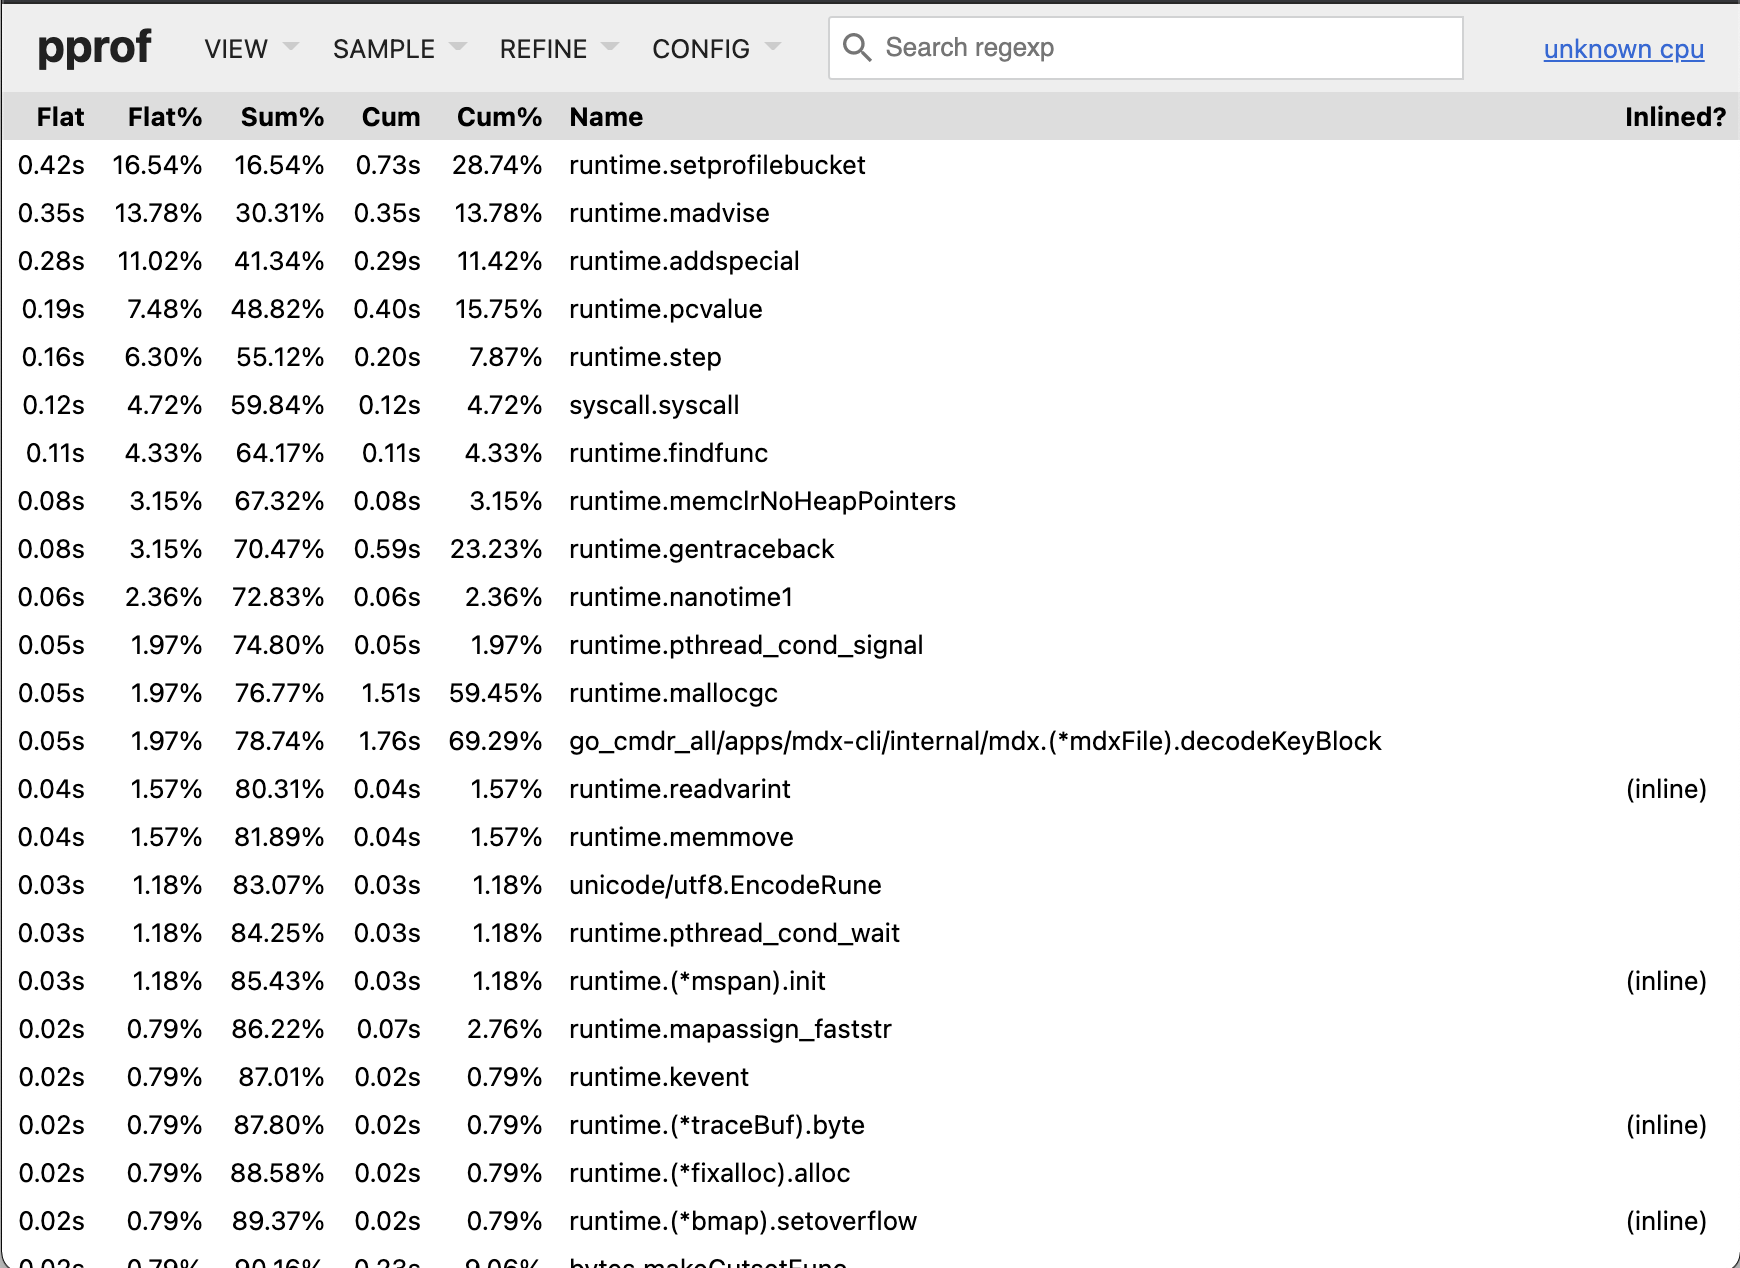 pprof VIEW SAMPLE REFINE CONFIG Search regexp unknown cpu
Flat Flat% Sum% Cum Cum% Name Inlined?
0.42s 16.54% 16.54% 0.73s 28.74% runtime.setprofilebucket
0.35s 13.78% 30.31% 0.35s 13.78% runtime.madvise
0.28s 11.02% 41.34% 0.29s 11.42% runtime.addspecial
0.19s 7.48% 48.82% 0.40s 15.75% runtime.pcvalue
0.16s 6.30% 55.12% 0.20s 7.87% runtime.step
0.12s 4.72% 59.84% 0.12s 4.72% syscall.syscall
0.11s 4.33% 64.17% 0.11s 4.33% runtime.findfunc
0.08s 3.15% 67.32% 0.08s 3.15% runtime.memclrNoHeapPointers
0.08s 3.15% 70.47% 0.59s 23.23% runtime.gentraceback
0.06s 2.36% 72.83% 0.06s 2.36% runtime.nanotime1
0.05s 1.97% 74.80% 0.05s 1.97% runtime.pthread_cond_signal
0.05s 1.97% 76.77% 1.51s 59.45% runtime.mallocgc
0.05s 1.97% 78.74% 1.76s 69.29% go_cmdr_all/apps/mdx-cli/internal/mdx.(*mdxFile).decodeKeyBlock
0.04s 1.57% 80.31% 0.04s 1.57% runtime.readvarint (inline)
0.04s 1.57% 81.89% 0.04s 1.57% runtime.memmove
0.03s 1.18% 83.07% 0.03s 1.18% unicode/utf8.EncodeRune
0.03s 1.18% 84.25% 0.03s 1.18% runtime.pthread_cond_wait
0.03s 1.18% 85.43% 0.03s 1.18% runtime.(*mspan).init (inline)
0.02s 0.79% 86.22% 0.07s 2.76% runtime.mapassign_faststr
0.02s 0.79% 87.01% 0.02s 0.79% runtime.kevent
0.02s 0.79% 87.80% 0.02s 0.79% runtime.(*traceBuf).byte (inline)
0.02s 0.79% 88.58% 0.02s 0.79% runtime.(*fixalloc).alloc
0.02s 0.79% 89.37% 0.02s 0.79% runtime.(*bmap).setoverflow (inline)
0.02s 0.79% 90.16% 0.23s 9.06% bytes.makeCutsetFunc